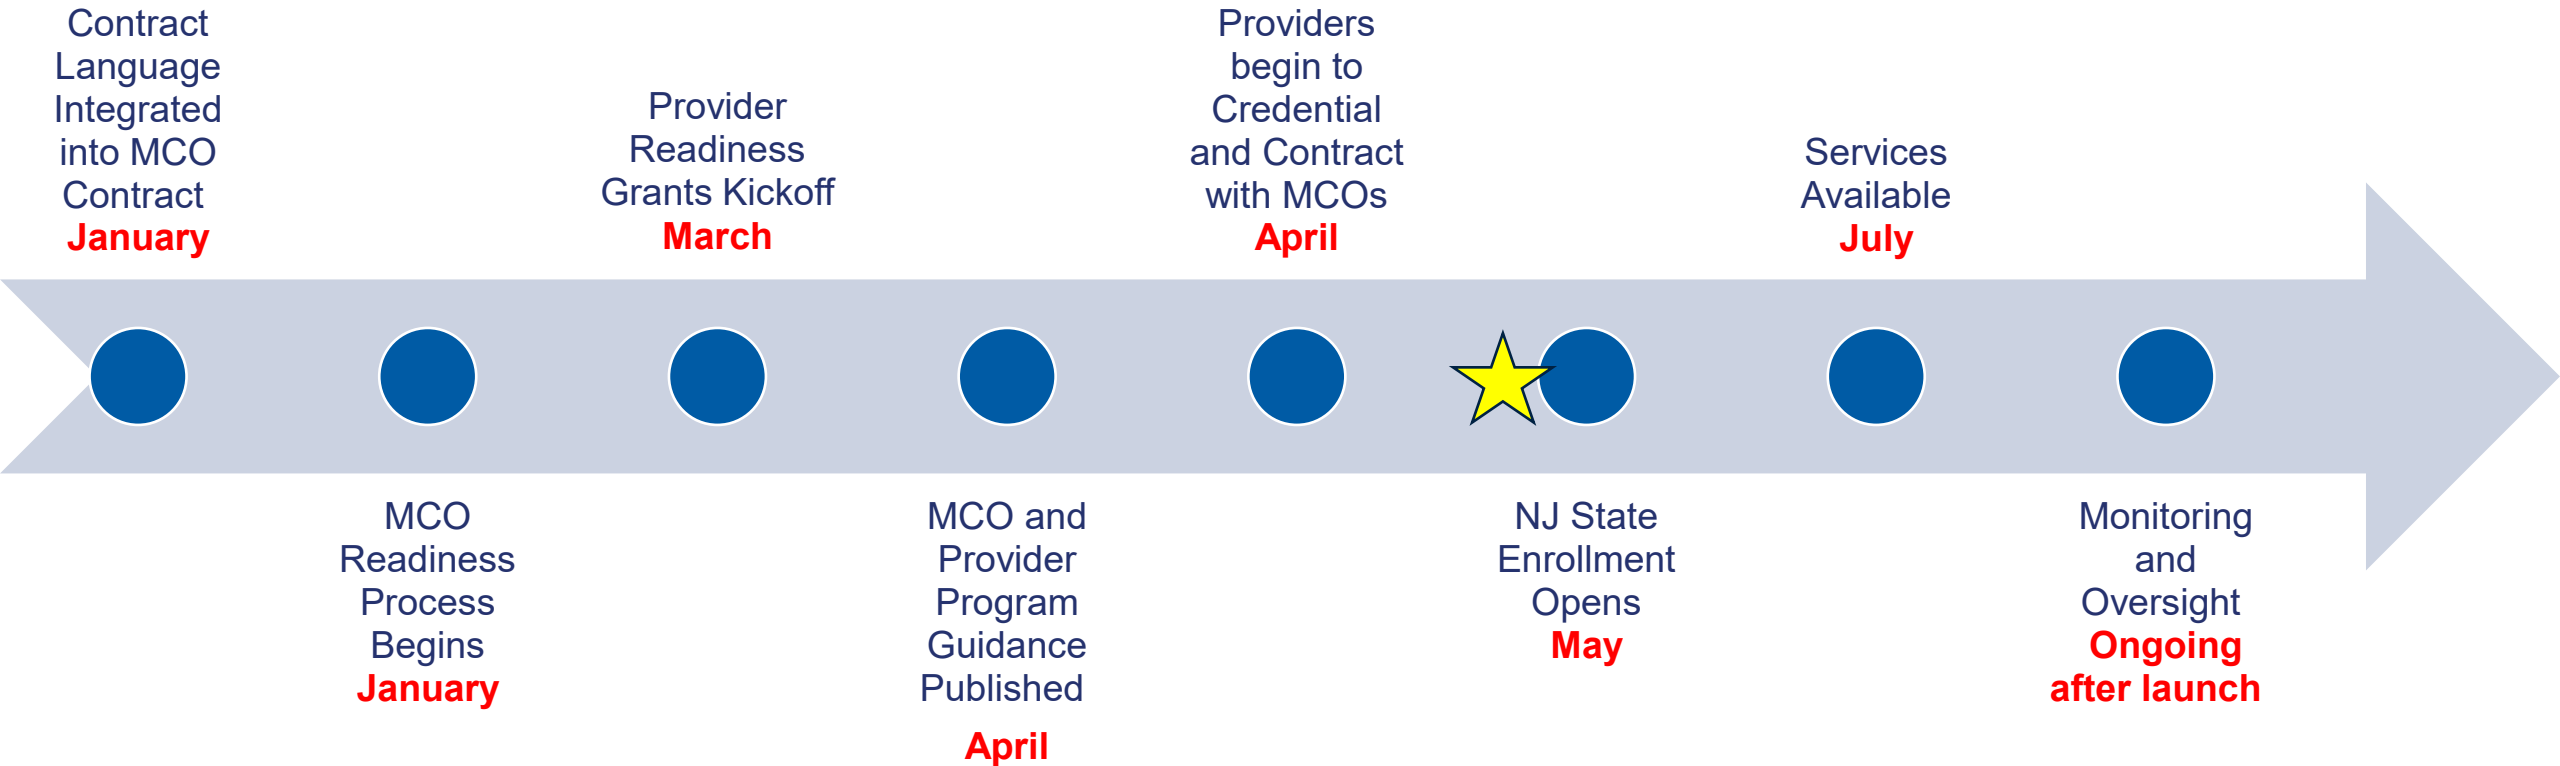 Contract
Language
Integrated
into MCO
Contract
January
MCO
Readiness
Process
Begins
January
Provider
Readiness
Grants Kickoff
March
MCO and
Provider
Program
Guidance
Published
April
Providers
begin to
Credential
and Contract
with MCOs
April
NJ State
Enrollment
Opens
May
Services
Available
July
Monitoring
and
Oversight
Ongoing
after launch